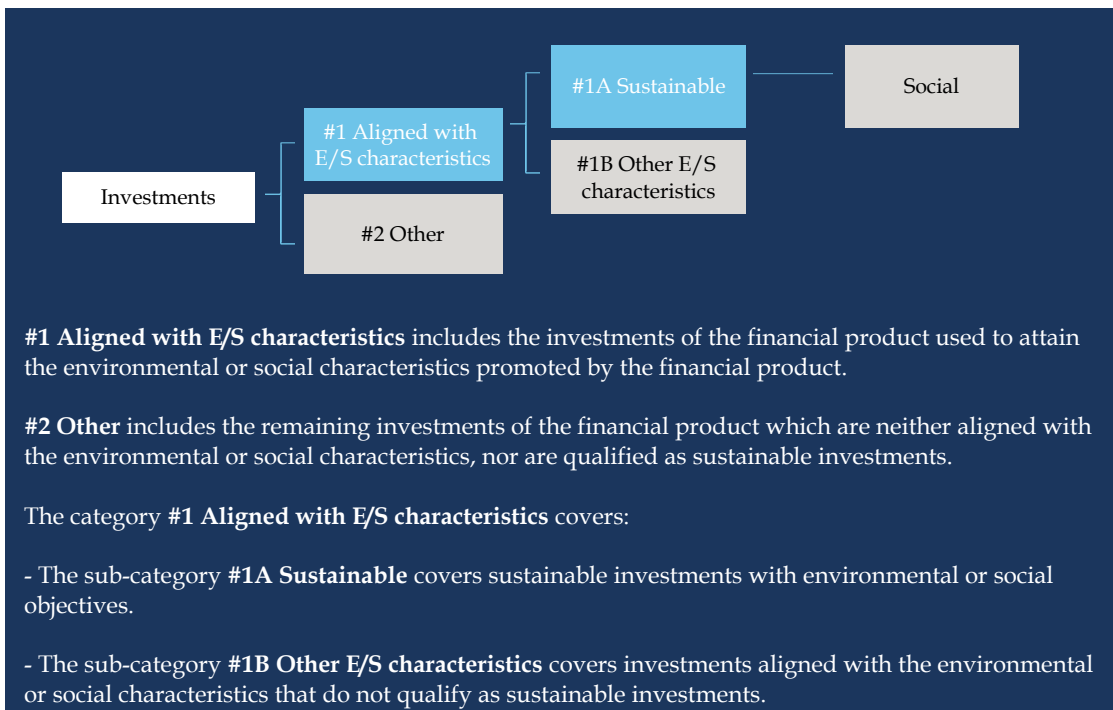 #1A Sustainable
Social
#1 Aligned with
E/S characteristics
#1B Other E/S
characteristics
Investments
#2 Other
#1 Aligned with E/S characteristics includes the investments of the financial product used to attain
the environmental or social characteristics promoted by the financial product.
#2 Other includes the remaining investments of the financial product which are neither aligned with
the environmental or social characteristics, nor are qualified as sustainable investments.
The category #1 Aligned with E/S characteristics covers:
- The sub-category #1A Sustainable covers sustainable investments with environmental or social
objectives.
- The sub-category #1B Other E/S characteristics covers investments aligned with the environmental
or social characteristics that do not qualify as sustainable investments.